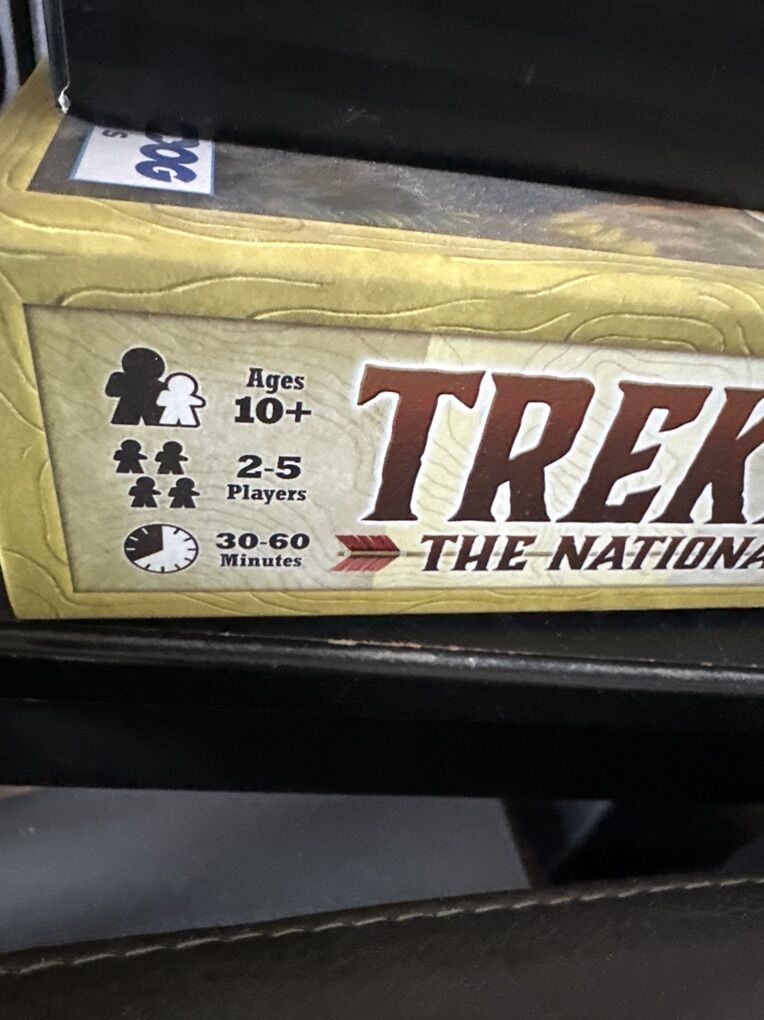 Ages
10+
2-5
Players
30-60
Minutes
TREK
THE NATIONA